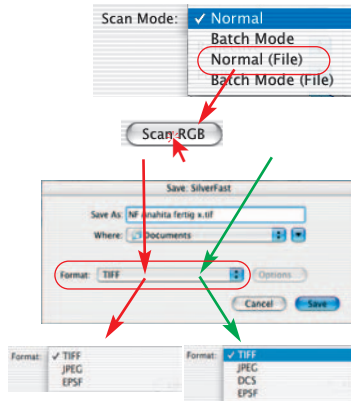 Scan Mode: ✓ Normal
Batch Mode
Normal (File)
Batch Mode (File)
Scan RGB
Save: SilverFast
Save As: NF Anahita fertig x.tif
Where: Documents
Format: TIFF
Options...
Cancel Save
Format: ✓ TIFF
JPEG
EPSF
Format: ✓ TIFF
JPEG
DCS
EPSF